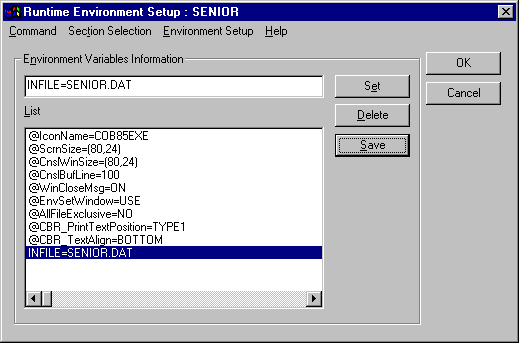 Runtime Environment Setup : SENIOR
Command Section Selection Environment Setup Help
Environment Variables Information
INFILE=SENIOR.DAT
Set
OK
Cancel
List
Delete
Save
@IconName=COB85EXE
@ScrnSize=(80,24)
@CnslWinSize=(80,24)
@CnslBufLine=100
@WinCloseMsg=ON
@EnvSetWindow=USE
@AllFileExclusive=NO
@CBR_PrintTextPosition=TYPE1
@CBR_TextAlign=BOTTOM
INFILE=SENIOR.DAT